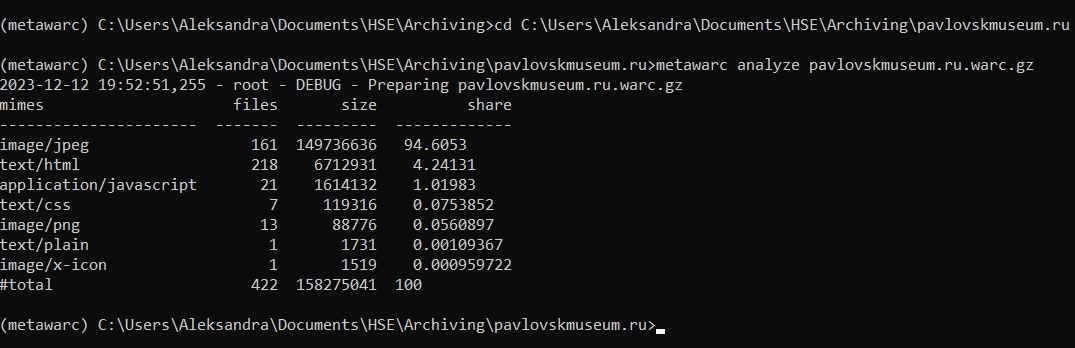 (metawarc) C:\Users\Aleksandra\Documents\HSE\Archiving>cd C:\Users\Aleksandra\Documents\HSE\Archiving\pavlovskmuseum.ru
(metawarc) C:\Users\Aleksandra\Documents\HSE\Archiving\pavlovskmuseum.ru>metawarc analyze pavlovskmuseum.ru.warc.gz
2023-12-12 19:52:51,255 - root - DEBUG - Preparing pavlovskmuseum.ru.warc.gz
mimes                    files       size          share
----------------------  -------  ---------  -------------
image/jpeg                 161  149736636   94.6053
text/html                  218    6712931    4.24131
application/javascript      21    1614132    1.01983
text/css                     7     119316    0.0753852
image/png                   13      88776    0.0560897
text/plain                   1       1731    0.00109367
image/x-icon                 1       1519    0.000959722
#total                     422  158275041  100
(metawarc) C:\Users\Aleksandra\Documents\HSE\Archiving\pavlovskmuseum.ru>